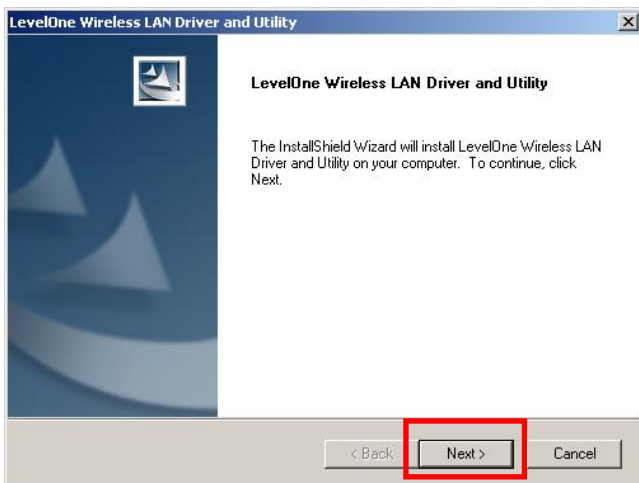 LevelOne Wireless LAN Driver and Utility
LevelOne Wireless LAN Driver and Utility
The InstallShield Wizard will install LevelOne Wireless LAN
Driver and Utility on your computer. To continue, click
Next.
< Back
Next >
Cancel